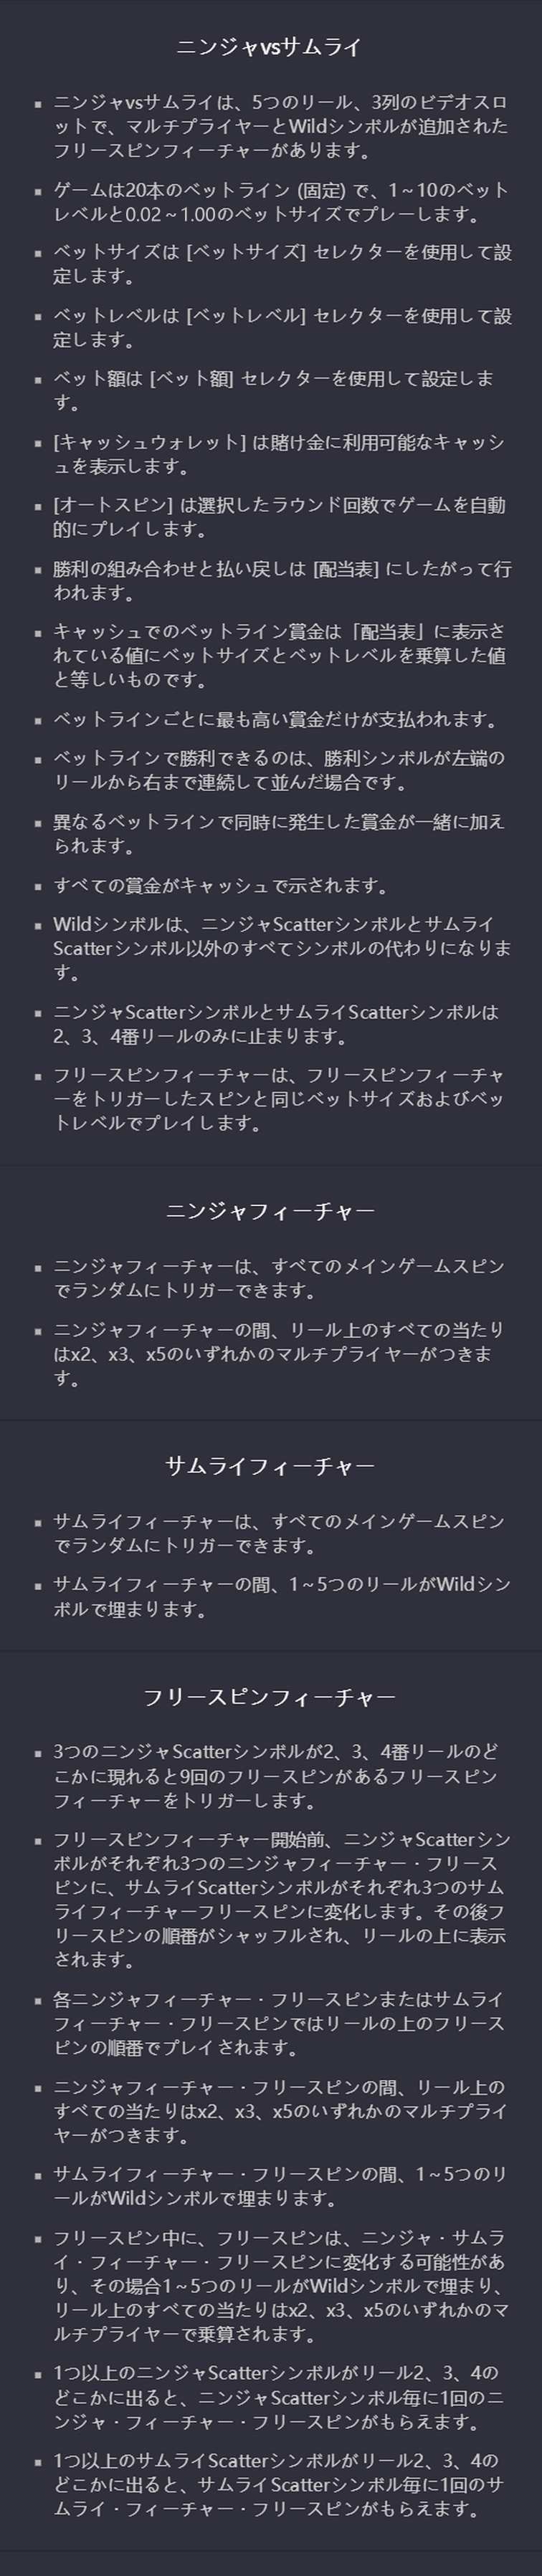 ニンジャvsサムライ
ニンジャvsサムライは、5つのリール、3列のビデオスロ
ットで、マルチプライヤーとWildシンボルが追加された
フリースピンフィーチャーがあります。
ゲームは20本のベットライン (固定) で、1～10のベット
レベルと0.02～1.00のベットサイズでプレーします。
ベットサイズは [ベットサイズ] セレクターを使用して設
定します。
ベットレベルは [ベットレベル] セレクターを使用して設
定します。
ベット額は [ベット額] セレクターを使用して設定しま
す。
[キャッシュウォレット] は賭け金に利用可能なキャッシ
ュを表示します。
[オートスピン] は選択したラウンド回数でゲームを自動
的にプレイします。
勝利の組み合わせと払い戻しは [配当表] にしたがって行
われます。
キャッシュでのベットライン賞金は「配当表」に表示さ
れている値にベットサイズとベットレベルを乗算した値
と等しいものです。
ベットラインごとに最も高い賞金だけが支払われます。
ベットラインで勝利できるのは、勝利シンボルが左端の
リールから右まで連続して並んだ場合です。
異なるベットラインで同時に発生した賞金が一緒に加え
られます。
すべての賞金がキャッシュで示されます。
Wildシンボルは、ニンジャScatterシンボルとサムライ
Scatterシンボル以外のすべてシンボルの代わりになりま
す。
ニンジャScatterシンボルとサムライScatterシンボルは
2、3、4番リールのみに止まります。
フリースピンフィーチャーは、フリースピンフィーチャ
ーをトリガーしたスピンと同じベットサイズおよびベッ
トレベルでプレイします。
ニンジャフィーチャー
ニンジャフィーチャーは、すべてのメインゲームスピン
でランダムにトリガーできます。
ニンジャフィーチャーの間、リール上のすべての当たり
はx2、x3、x5のいずれかのマルチプライヤーがつきま
す。
サムライフィーチャー
サムライフィーチャーは、すべてのメインゲームスピン
でランダムにトリガーできます。
サムライフィーチャーの間、1～5つのリールがWildシン
ボルで埋まります。
フリースピンフィーチャー
3つのニンジャScatterシンボルが2、3、4番リールのど
こかに現れると9回のフリースピンがあるフリースピン
フィーチャーをトリガーします。
フリースピンフィーチャー開始前、ニンジャScatterシン
ボルがそれぞれ3つのニンジャフィーチャー・フリース
ピンに、サムライScatterシンボルがそれぞれ3つのサム
ライフィーチャーフリースピンに変化します。その後フ
リースピンの順番がシャッフルされ、リールの上に表示
されます。
各ニンジャフィーチャー・フリースピンまたはサムライ
フィーチャー・フリースピンではリールの上のフリース
ピンの順番でプレイされます。
ニンジャフィーチャー・フリースピンの間、リール上の
すべての当たりはx2、x3、x5のいずれかのマルチプライ
ヤーがつきます。
サムライフィーチャー・フリースピンの間、1～5つのリ
ールがWildシンボルで埋まります。
フリースピン中に、フリースピンは、ニンジャ・サムラ
イ・フィーチャー・フリースピンに変化する可能性があ
り、その場合1～5つのリールがWildシンボルで埋まり、
リール上のすべての当たりはx2、x3、x5のいずれかのマ
ルチプライヤーで乗算されます。
1つ以上のニンジャScatterシンボルがリール2、3、4の
どこかに出ると、ニンジャScatterシンボル毎に1回のニ
ンジャ・フィーチャー・フリースピンがもらえます。
1つ以上のサムライScatterシンボルがリール2、3、4の
どこかに出ると、サムライScatterシンボル毎に1回のサ
ムライ・フィーチャー・フリースピンがもらえます。